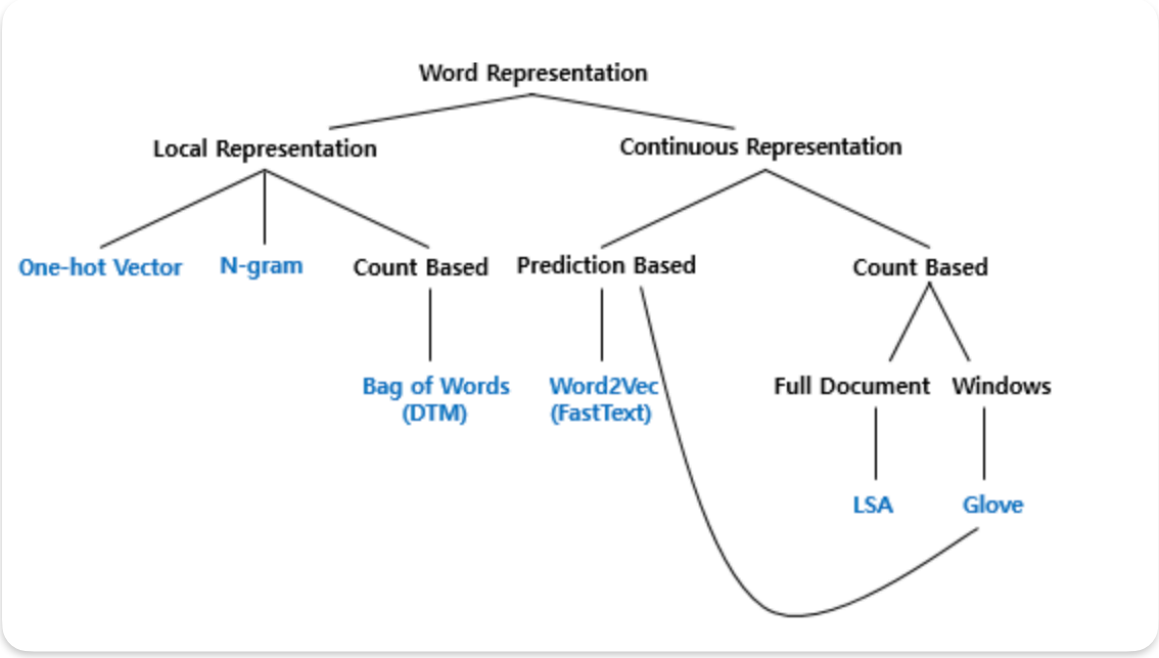 Word Representation
Local Representation
Continuous Representation
One-hot Vector
N-gram
Count Based
Prediction Based
Count Based
Bag of Words
(DTM)
Word2Vec
(FastText)
Full Document
Windows
LSA
Glove